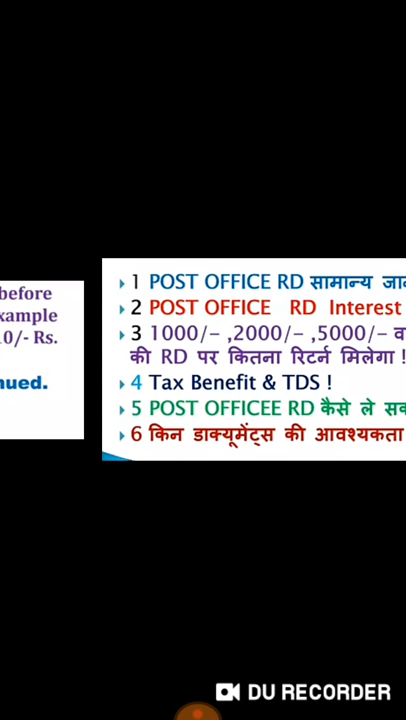 before
xample
10/- Rs.
nued.
1 POST OFFICE RD सामान्य
2 POST OFFICE RD Interest
3 1000/- ,2000/- ,5000/- व
की RD पर कितना रिटर्न मिलेगा !
4 Tax Benefit & TDS !
5 POST OFFICEE RD कैसे ले
6 किन डाक्यूमेंट्स की आवश्यकता
DU RECORDER